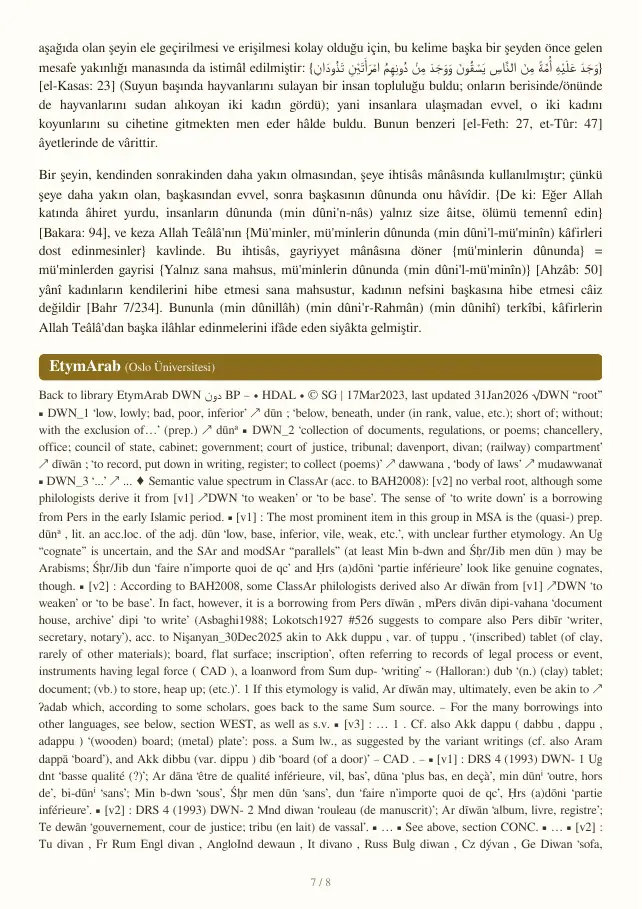 aşağıda olan şeyin ele geçirilmesi ve erişilmesi kolay olduğu için, bu kelime başka bir şeyden önce gelen
mesafe yakınlığı manasında da istimâl edilmiştir: {وَجَدَ عَلَيْهِ أُمَّةً مِنَ النَّاسِ يَسْقُونَ وَوَجَدَ مِنْ دُونِهِمُ امْرَأَتَيْنِ تَذُودَانِ}
[el-Kasas: 23] (Suyun başında hayvanlarını sulayan bir insan topluluğu buldu; onların berisinde/önünde
de hayvanlarını sudan alıkoyan iki kadın gördü); yani insanlara ulaşmadan evvel, o iki kadını
koyunlarını su cihetine gitmekten men eder hâlde buldu. Bunun benzeri [el-Feth: 27, et-Tûr: 47]
âyetlerinde de vârittir.
Bir şeyin, kendinden sonrakinden daha yakın olmasından, şeye ihtisâs mânâsında kullanılmıştır; çünkü
şeye daha yakın olan, başkasından evvel, sonra başkasının dûnunda onu hâvîdir. {De ki: Eğer Allah
katında âhiret yurdu, insanların dûnunda (min dûni'n-nâs) yalnız size âitse, ölümü temennî edin}
[Bakara: 94], ve keza Allah Teâlâ'nın {Mü'minler, mü'minlerin dûnunda (min dûni'l-mü'minîn) kâfirleri
dost edinmesinler} kavlinde. Bu ihtisâs, gayriyyet mânâsına döner {mü'minlerin dûnunda} =
mü'minlerden gayrisi {Yalnız sana mahsus, mü'minlerin dûnunda (min dûni'l-mü'minîn)} [Ahzâb: 50]
yânî kadınların kendilerini hibe etmesi sana mahsustur, kadının nefsini başkasına hibe etmesi câiz
değildir [Bahr 7/234]. Bununla (min dûnillâh) (min dûni'r-Rahmân) (min dûnihî) terkîbi, kâfirlerin
Allah Teâlâ'dan başka ilâhlar edinmelerini ifâde eden siyâkta gelmiştir.
EtymArab (Oslo Üniversitesi)
Back to library EtymArab DWN دون BP – • HDAL • © SG | 17Mar2023, last updated 31Jan2026 √DWN “root”
▪ DWN_1 ‘low, lowly; bad, poor, inferior’ ↗ dūn ; ‘below, beneath, under (in rank, value, etc.); short of; without;
with the exclusion of…’ (prep.) ↗ dūnᵃ ▪ DWN_2 ‘collection of documents, regulations, or poems; chancellery,
office; council of state, cabinet; government; court of justice, tribunal; davenport, divan; (railway) compartment’
↗ dīwān ; ‘to record, put down in writing, register; to collect (poems)’ ↗ dawwana , ‘body of laws’ ↗ mudawwanaẗ
▪ DWN_3 ‘...’ ↗ ... ♦ Semantic value spectrum in ClassAr (acc. to BAH2008): [v2] no verbal root, although some
philologists derive it from [v1] ↗DWN ‘to weaken’ or ‘to be base’. The sense of ‘to write down’ is a borrowing
from Pers in the early Islamic period. ▪ [v1] : The most prominent item in this group in MSA is the (quasi-) prep.
dūnᵃ , lit. an acc.loc. of the adj. dūn ‘low, base, inferior, vile, weak, etc.’, with unclear further etymology. An Ug
“cognate” is uncertain, and the SAr and modSAr “parallels” (at least Min b-dwn and Śḥr/Jib men dūn ) may be
Arabisms; Śḥr/Jib dun ‘faire n’importe quoi de qc’ and Ḥrs (a)dōni ‘partie inférieure’ look like genuine cognates,
though. ▪ [v2] : According to BAH2008, some ClassAr philologists derived also Ar dīwān from [v1] ↗DWN ‘to
weaken’ or ‘to be base’. In fact, however, it is a borrowing from Pers dīwān , mPers divān dipi-vahana ‘document
house, archive’ dipi ‘to write’ (Asbaghi1988; Lokotsch1927 #526 suggests to compare also Pers dibīr ‘writer,
secretary, notary’), acc. to Nişanyan_30Dec2025 akin to Akk duppu , var. of ṭuppu , ‘(inscribed) tablet (of clay,
rarely of other materials); board, flat surface; inscription’, often referring to records of legal process or event,
instruments having legal force ( CAD ), a loanword from Sum dup- ‘writing’ ~ (Halloran:) dub ‘(n.) (clay) tablet;
document; (vb.) to store, heap up; (etc.)’. 1 If this etymology is valid, Ar dīwān may, ultimately, even be akin to ↗
ʔadab which, according to some scholars, goes back to the same Sum source. – For the many borrowings into
other languages, see below, section WEST, as well as s.v. ▪ [v3] : … 1 . Cf. also Akk dappu ( dabbu , dappu ,
adappu ) ‘(wooden) board; (metal) plate’: poss. a Sum lw., as suggested by the variant writings (cf. also Aram
dappā ‘board’), and Akk dibbu (var. dippu ) dib ‘board (of a door)’ – CAD . – ▪ [v1] : DRS 4 (1993) DWN- 1 Ug
dnt ‘basse qualité (?)’; Ar dāna ‘être de qualité inférieure, vil, bas’, dūna ‘plus bas, en deçà’, min dūnⁱ ‘outre, hors
de’, bi-dūnⁱ ‘sans’; Min b-dwn ‘sous’, Śḥr men dūn ‘sans, dun ‘faire n’importe quoi de qc’, Ḥrs (a)dōni ‘partie
inférieure’. ▪ [v2] : DRS 4 (1993) DWN- 2 Mnd diwan ‘rouleau (de manuscrit)’; Ar dīwān ‘album, livre, registre’;
Te dewān ‘gouvernement, cour de justice; tribu (en lait) de vassal’. ▪ … ▪ See above, section CONC. ▪ … ▪ [v2] :
Tu divan , Fr Rum Engl divan , AngloInd dewaun , It divano , Russ Bulg diwan , Cz dývan , Ge Diwan ‘sofa,
7 / 8